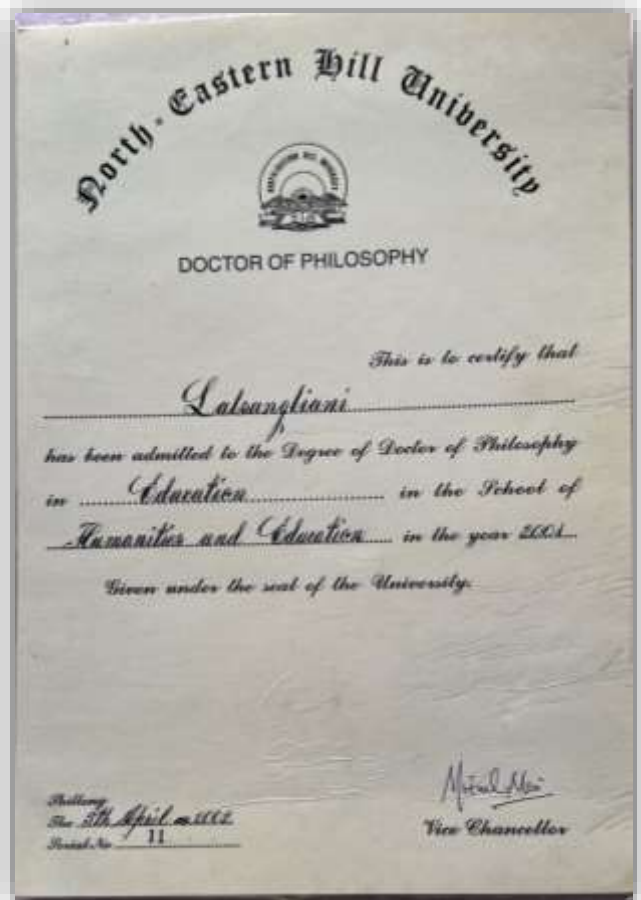 North-Eastern Hill University
DOCTOR OF PHILOSOPHY
This is to certify that
Lalsangliani
has been admitted to the Degree of Doctor of Philosophy
in Education in the School of
Humanities and Education in the year
Given under the seal of the University.
Shillong
The 5th April 2002
Serial No 11
Vice Chancellor